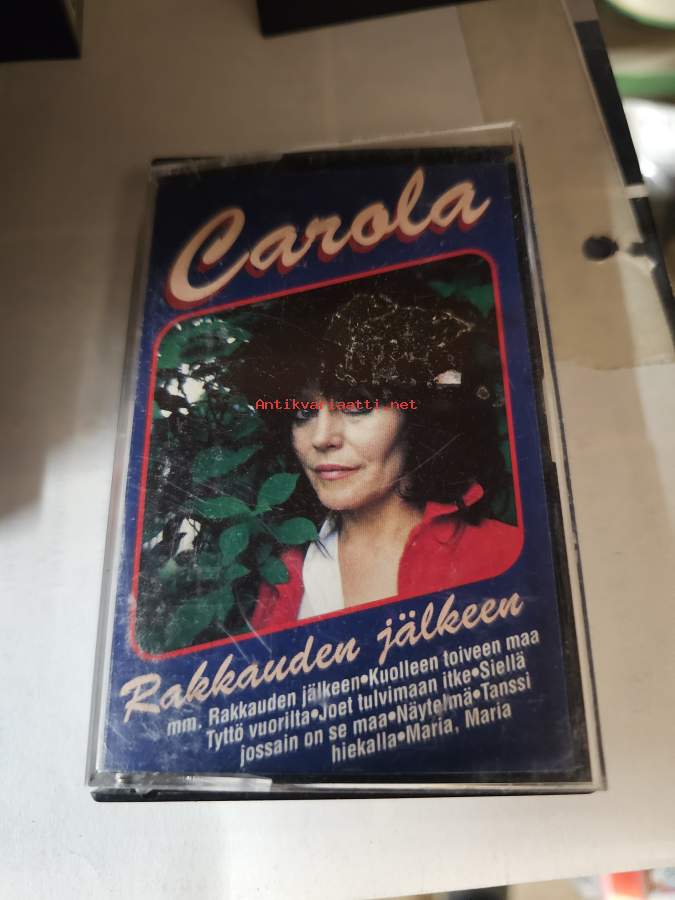 Carola
Antikvariaatti.net
Rakkauden jälkeen
mm. Rakkauden jälkeen•Kuolleen toiveen maa
Tyttö vuorilta•Joet tulvimaan itke•Siellä
jossain on se maa•Näytelmä•Tanssi
hiekalla•Maria, Maria